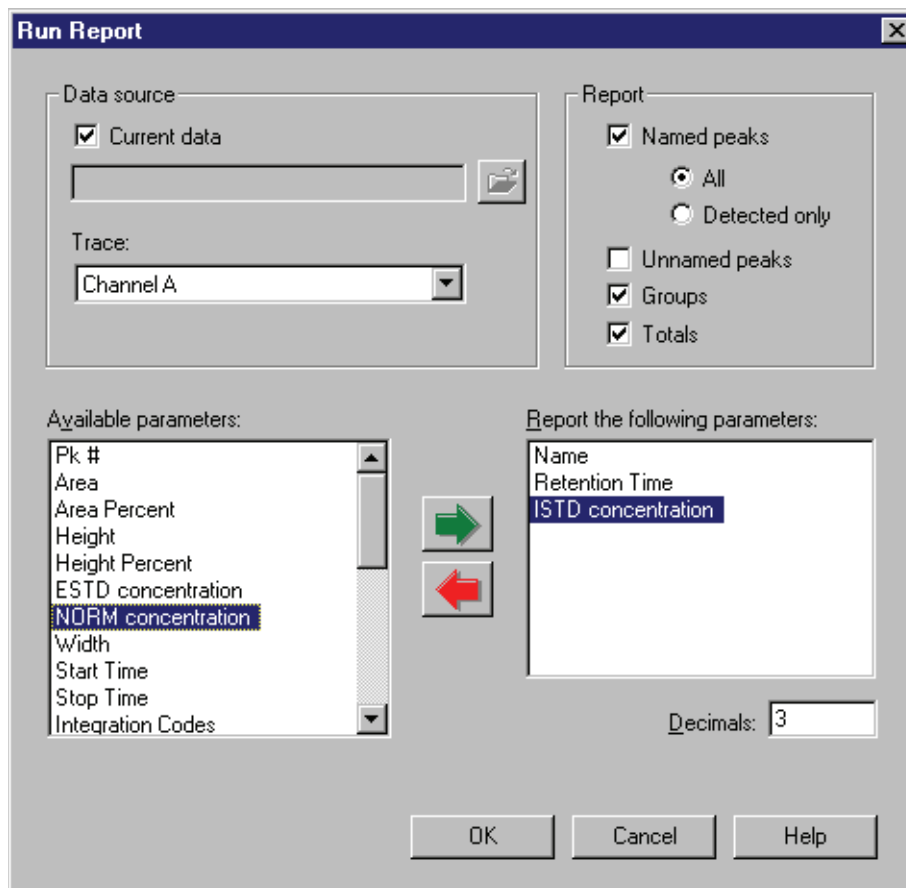 Run Report
Data source
Current data
Trace:
Channel A
Report
Named peaks
All
Detected only
Unnamed peaks
Groups
Totals
Available parameters:
Pk #
Area
Area Percent
Height
Height Percent
ESTD concentration
NORM concentration
Width
Start Time
Stop Time
Integration Codes
Report the following parameters:
Name
Retention Time
ISTD concentration
Decimals: 3
OK Cancel Help